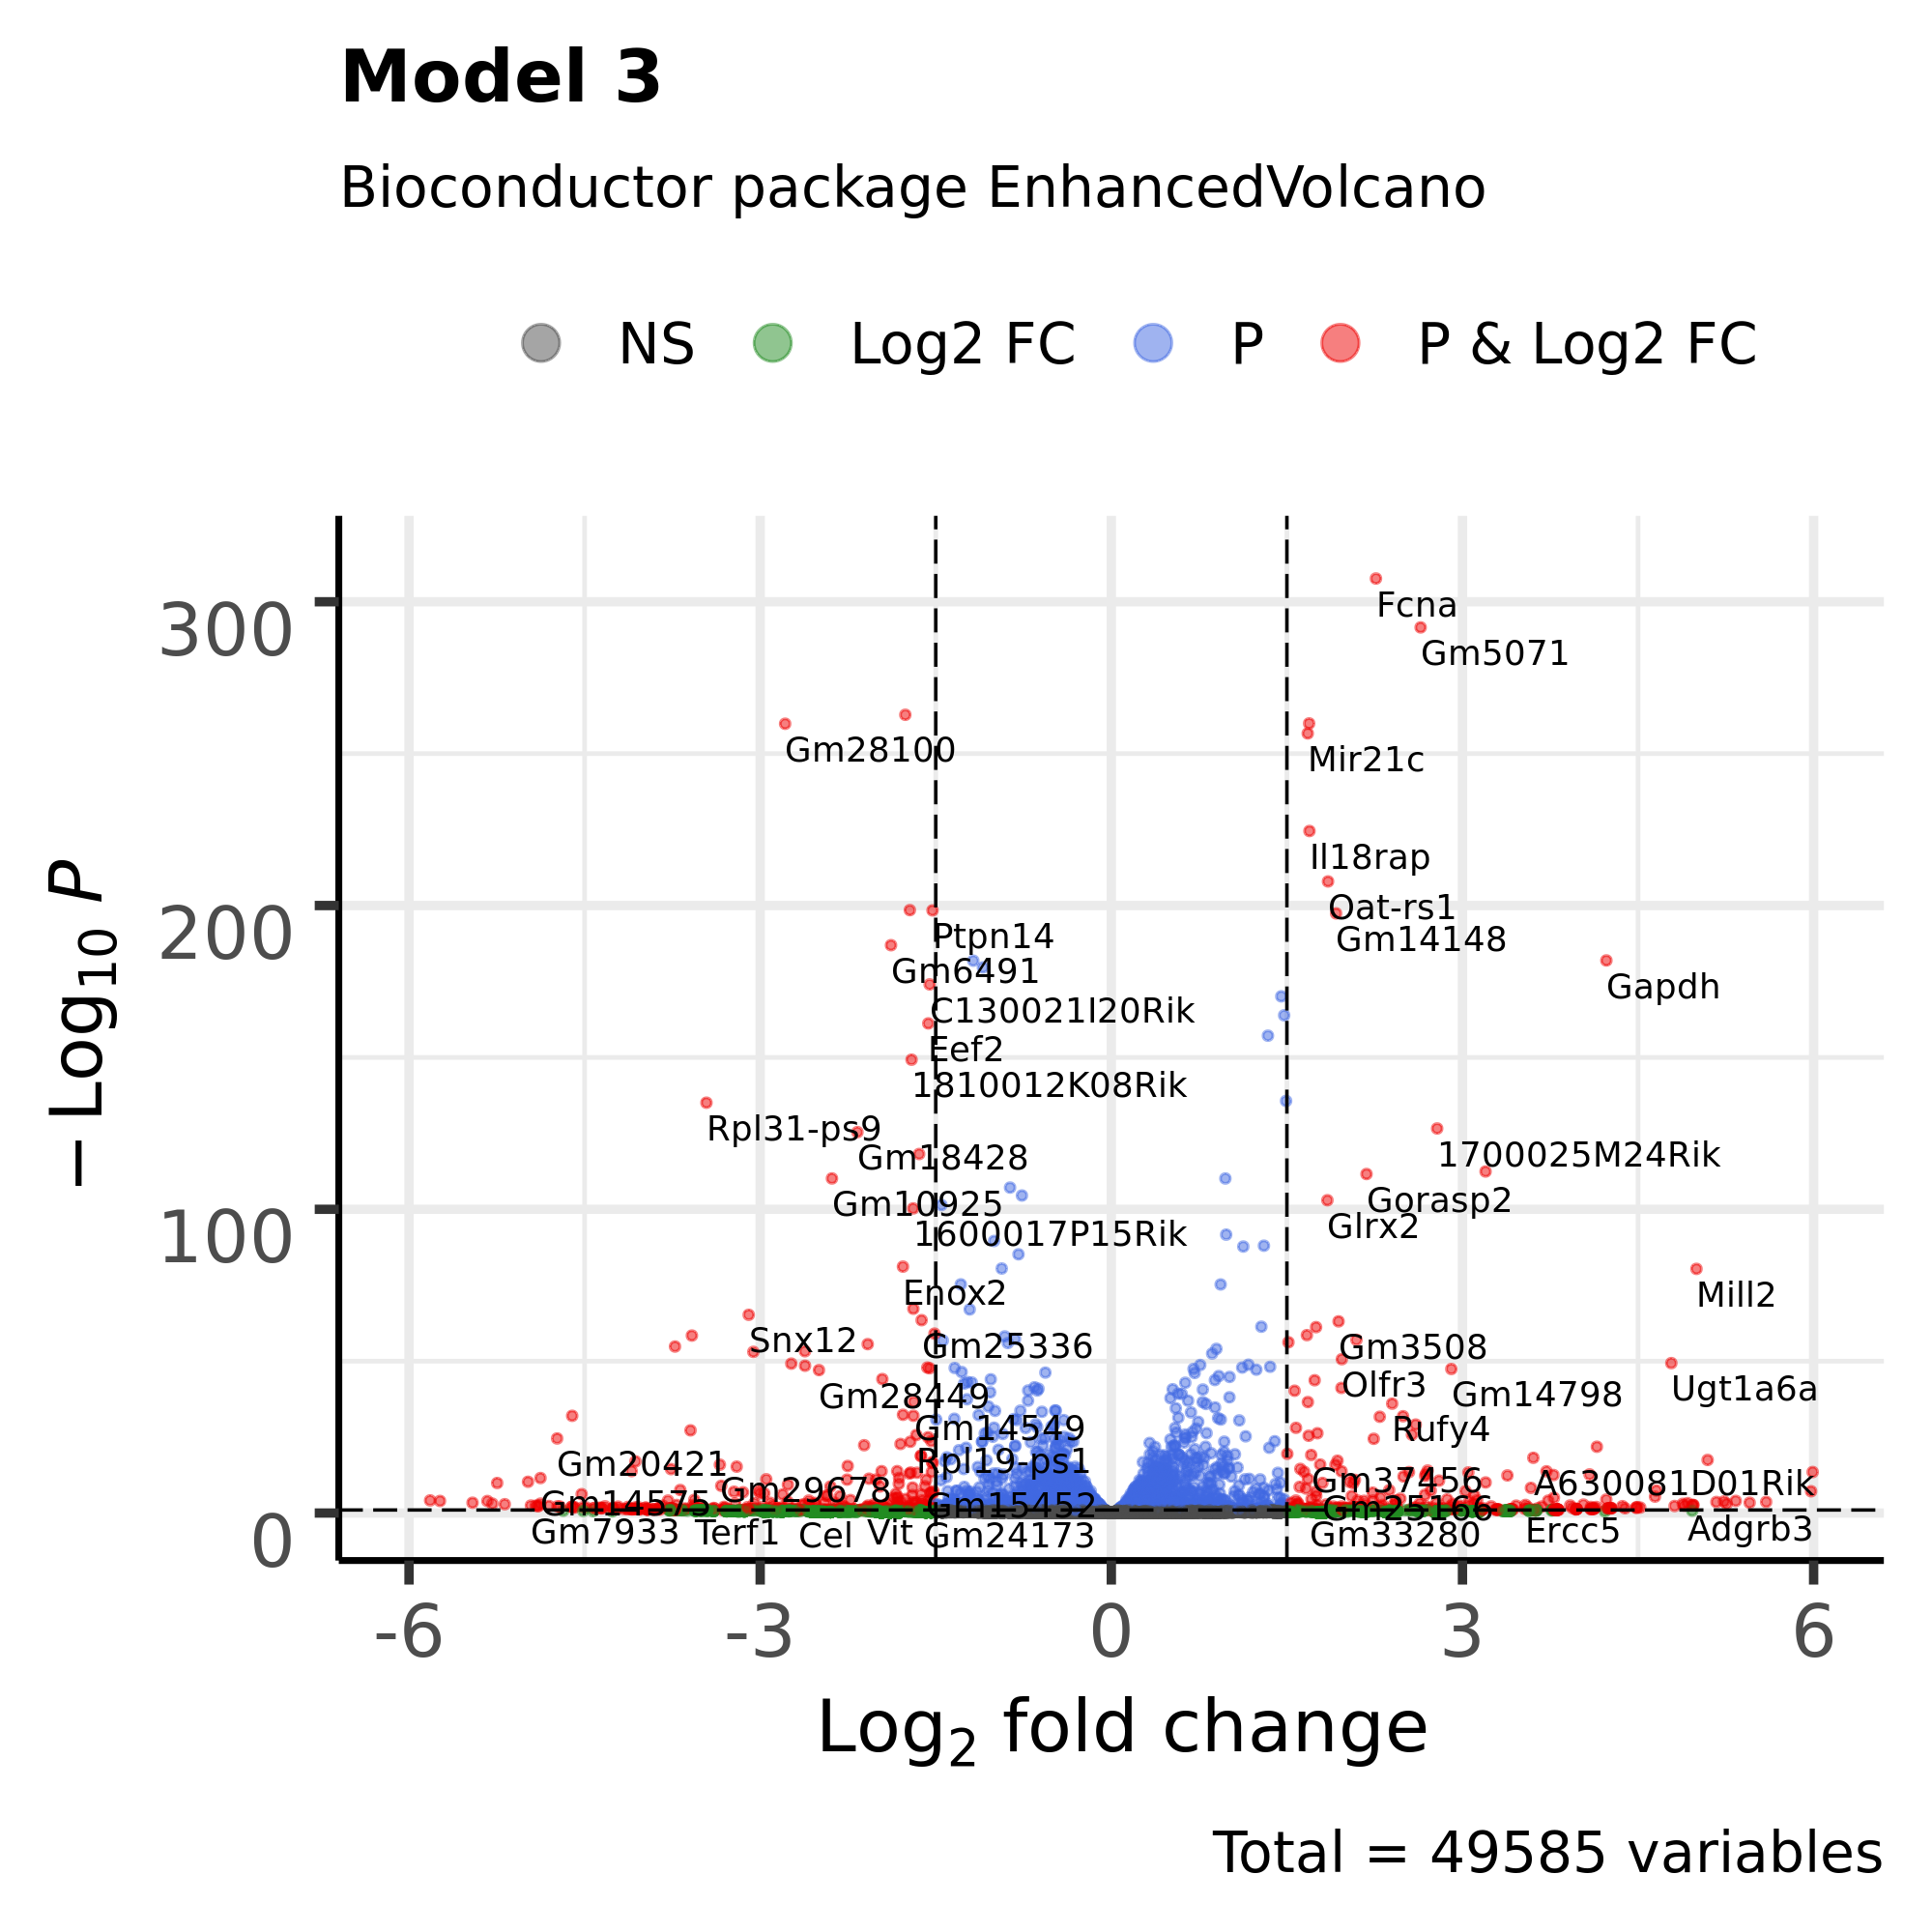 Model 3
Bioconductor package EnhancedVolcano
NS
Log2 FC
P
P & Log2 FC
− Log10 P
300
200
100
0
Fcna
Gm5071
Gm28100
Mir21c
Il18rap
Oat-rs1
Ptpn14
Gm14148
Gm6491
Gapdh
C130021I20Rik
Eef2
1810012K08Rik
Rpl31-ps9
Gm18428
1700025M24Rik
Gm10925
Gorasp2
Glrx2
1600017P15Rik
Enox2
Mill2
Snx12
Gm25336
Gm3508
Gm28449
Olfr3
Gm14798
Ugt1a6a
Gm14549
Rufy4
Gm20421
Rpl19-ps1
Gm29678
Gm37456
A630081D01Rik
Gm14575
Gm15452
Gm25166
Gm7933
Terf1
Cel
Vit
Gm24173
Gm33280
Ercc5
Adgrb3
-6
-3
0
3
6
Log2 fold change
Total = 49585 variables